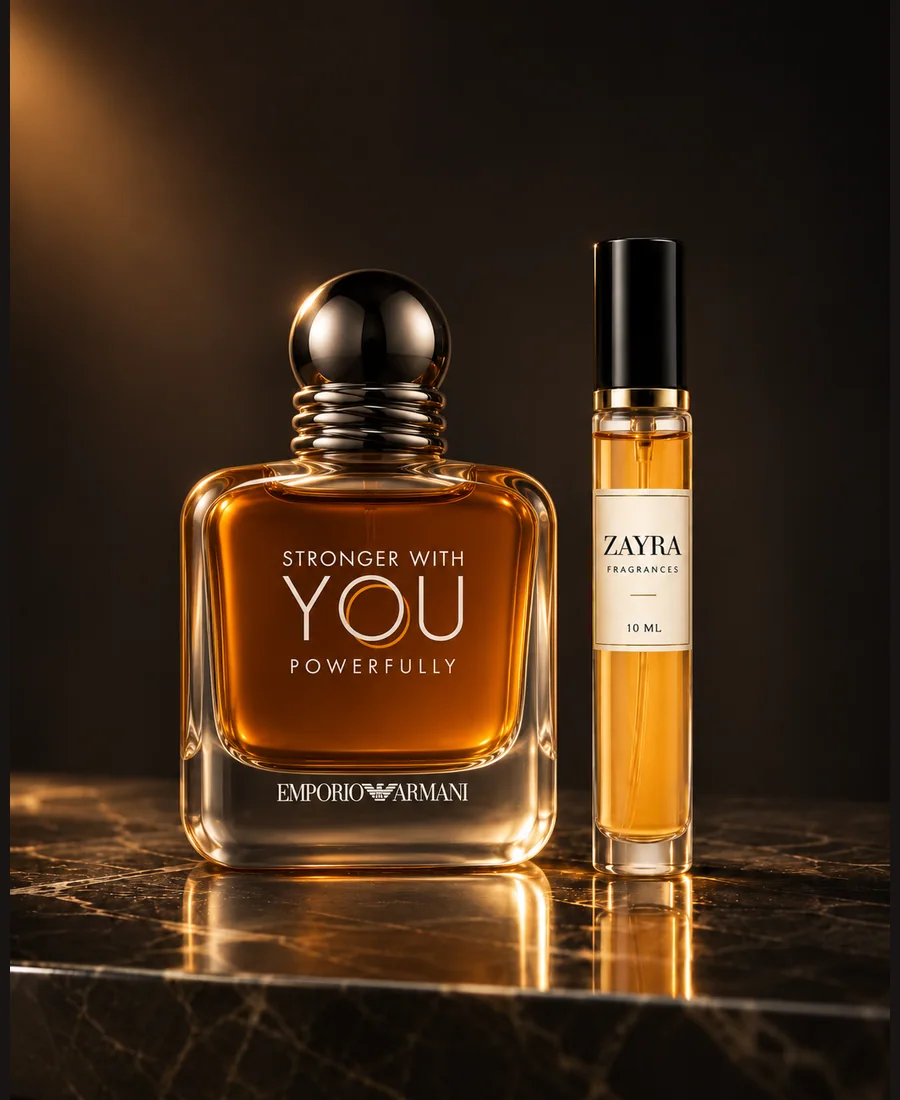 STRONGER WITH
YOU
POWERFULLY
EMPORIO ARMANI
ZAYRA
FRAGRANCES
10 ML